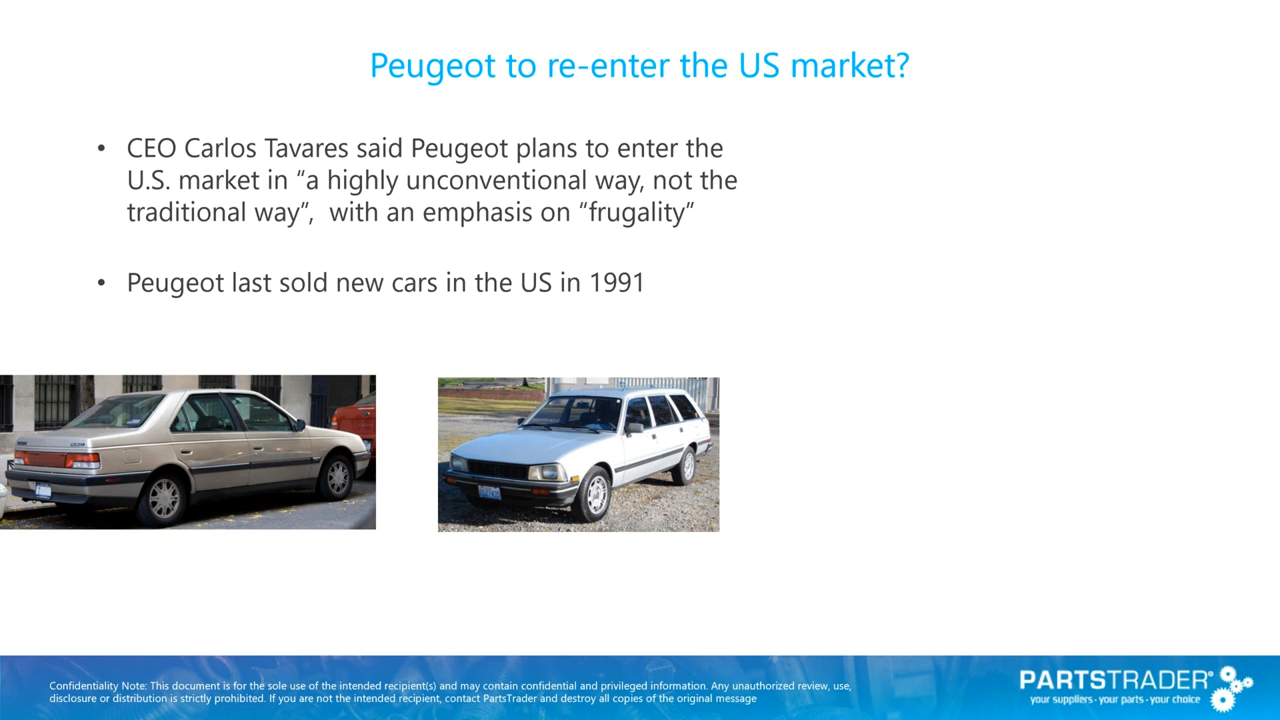 Peugeot to re-enter the US market?
• CEO Carlos Tavares said Peugeot plans to enter the
U.S. market in “a highly unconventional way, not the
traditional way”,  with an emphasis on “frugality”
• Peugeot last sold new cars in the US in 1991
Confidentiality Note: This document is for the sole use of the intended recipient(s) and may contain confidential and privileged information. Any unauthorized review, use,
disclosure or distribution is strictly prohibited. If you are not the intended recipient, contact PartsTrader and destroy all copies of the original message
PARTSTRADER®
your suppliers · your parts · your choice